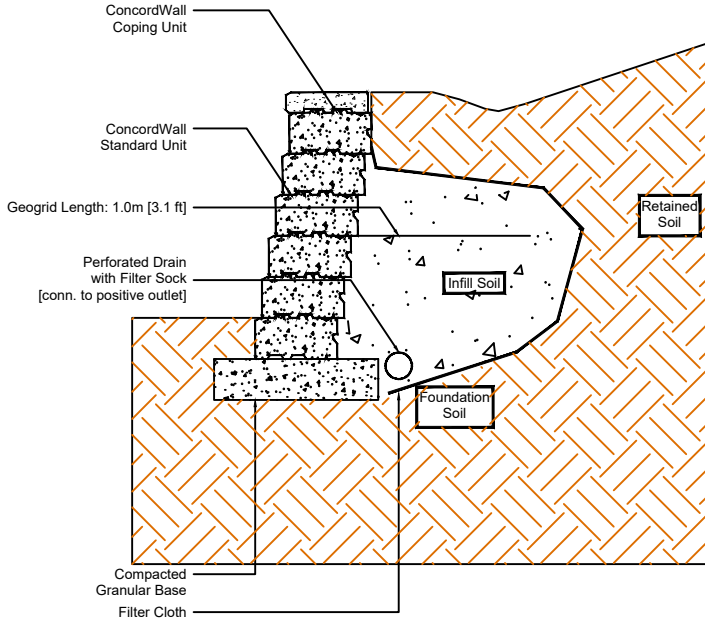 ConcordWall
Coping Unit
ConcordWall
Standard Unit
Geogrid Length: 1.0m [3.1 ft]
Retained
Soil
Perforated Drain
with Filter Sock
[conn. to positive outlet]
Infill Soil
Foundation
Soil
Compacted
Granular Base
Filter Cloth